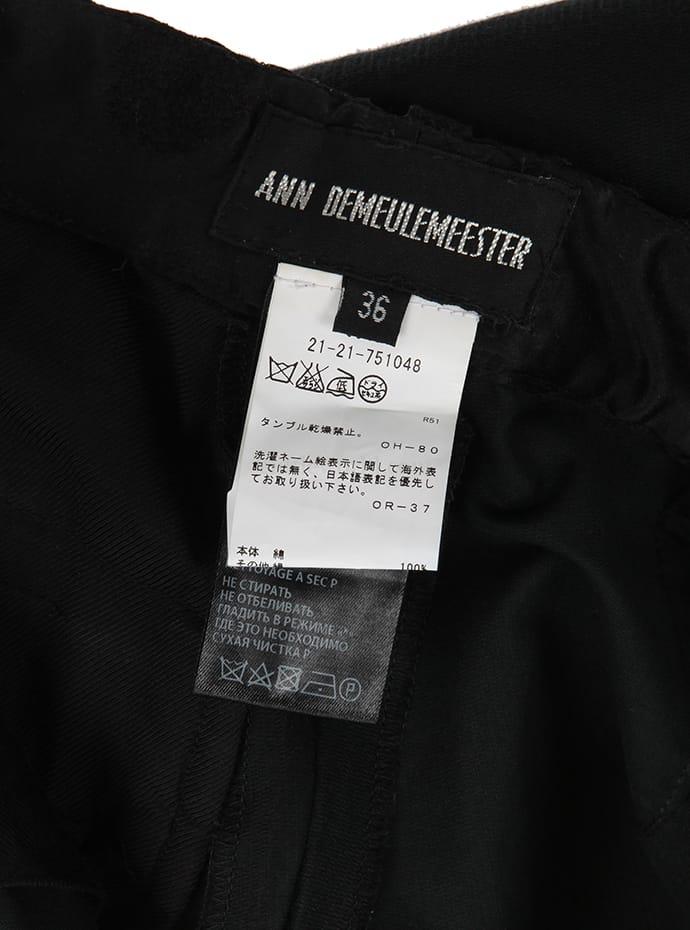 ANN DEMEULEMEESTER
36
21-21-751048
R51
タンブル乾燥禁止。
OH-80
洗濯ネーム絵表示に関して海外表
記では無く、日本語表記を優先し
てお取り扱い下さい。
OR-37
本体 綿
100%
TOYAGE A SEC P
НЕ СТИРАТЬ
НЕ ОТБЕЛИВАТЬ
ГЛАДИТЬ В РЕЖИМЕ «•»
ГДЕ ЭТО НЕОБХОДИМО
СУХАЯ ЧИСТКА P
P